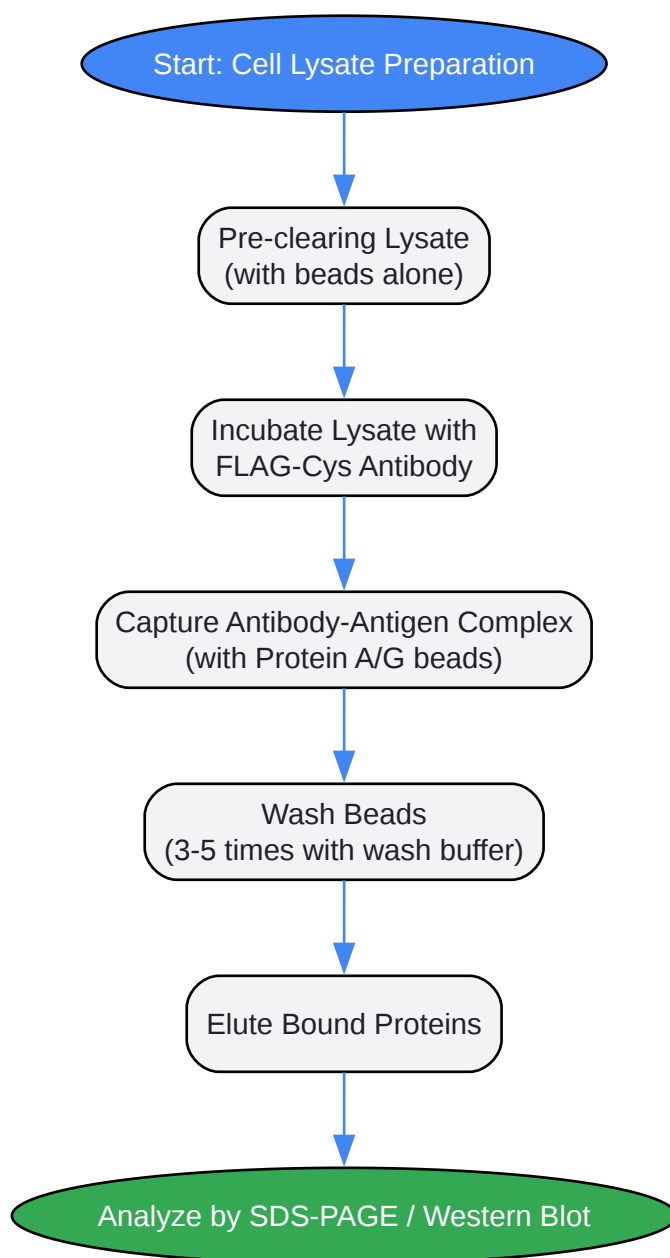 Start: Cell Lysate Preparation
Pre-clearing Lysate
(with beads alone)
Incubate Lysate with
FLAG-Cys Antibody
Capture Antibody-Antigen Complex
(with Protein A/G beads)
Wash Beads
(3-5 times with wash buffer)
Elute Bound Proteins
Analyze by SDS-PAGE / Western Blot